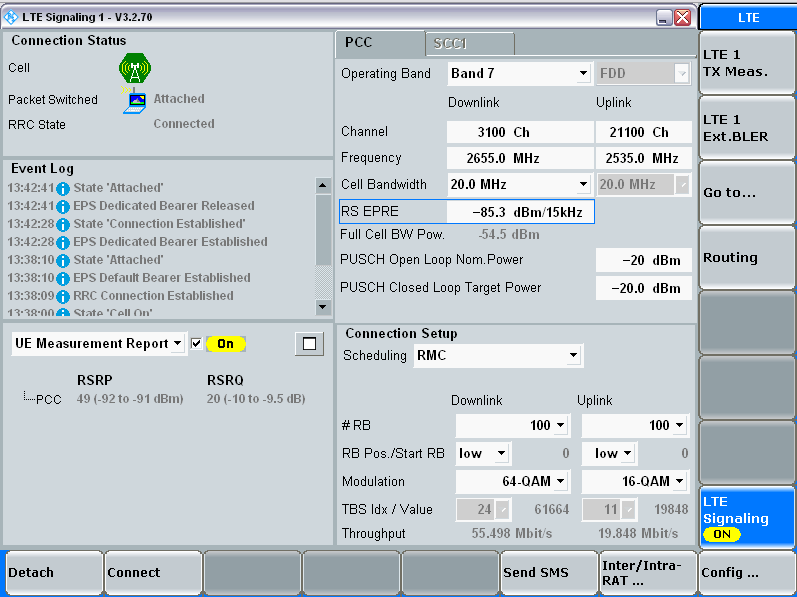 LTE Signaling 1 - V3.2.70
Connection Status
Cell
Packet Switched Attached
RRC State Connected
Event Log
13:42:41 State 'Attached'
13:42:41 EPS Dedicated Bearer Released
13:42:28 State 'Connection Established'
13:42:28 EPS Dedicated Bearer Established
13:38:10 State 'Attached'
13:38:10 EPS Default Bearer Established
13:38:09 RRC Connection Established
13:38:00 State 'Cell On'
UE Measurement Report On
RSRP RSRQ
PCC 49 (-92 to -91 dBm) 20 (-10 to -9.5 dB)
PCC SCC1
Operating Band Band 7 FDD
Downlink Uplink
Channel 3100 Ch 21100 Ch
Frequency 2655.0 MHz 2535.0 MHz
Cell Bandwidth 20.0 MHz 20.0 MHz
RS EPRE −85.3 dBm/15kHz
Full Cell BW Pow. -54.5 dBm
PUSCH Open Loop Nom.Power −20 dBm
PUSCH Closed Loop Target Power −20.0 dBm
Connection Setup
Scheduling RMC
Downlink Uplink
# RB 100 100
RB Pos./Start RB low 0 low 0
Modulation 64-QAM 16-QAM
TBS Idx / Value 24 61664 11 19848
Throughput 55.498 Mbit/s 19.848 Mbit/s
LTE
LTE 1
TX Meas.
LTE 1
Ext.BLER
Go to...
Routing
LTE
Signaling
ON
Detach
Connect
Send SMS
Inter/Intra-
RAT ...
Config ...